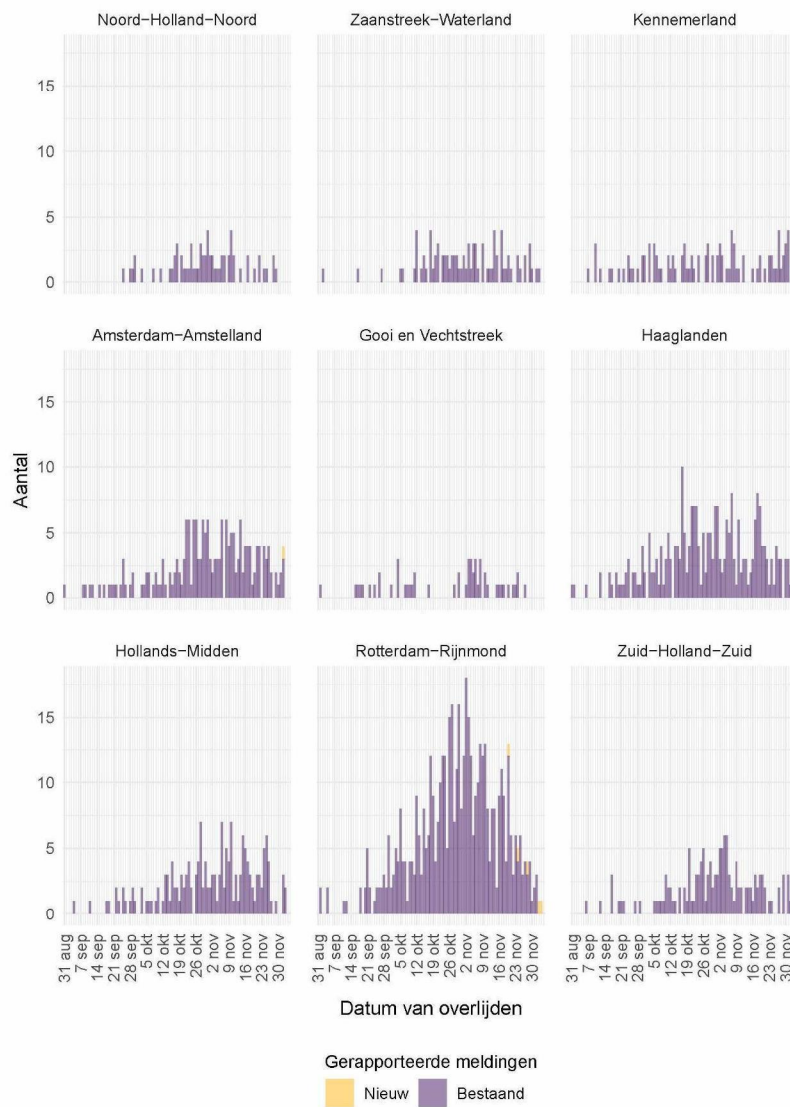 Noord−Holland−Noord
Zaanstreek−Waterland
Kennemerland
15
10
5
0
Amsterdam−Amstelland
Gooi en Vechtstreek
Haaglanden
15
10
5
0
Aantal
Hollands−Midden
Rotterdam−Rijnmond
Zuid−Holland−Zuid
15
10
5
0
31 aug
7 sep
14 sep
21 sep
28 sep
5 okt
12 okt
19 okt
26 okt
2 nov
9 nov
16 nov
23 nov
30 nov
31 aug
7 sep
14 sep
21 sep
28 sep
5 okt
12 okt
19 okt
26 okt
2 nov
9 nov
16 nov
23 nov
30 nov
31 aug
7 sep
14 sep
21 sep
28 sep
5 okt
12 okt
19 okt
26 okt
2 nov
9 nov
16 nov
23 nov
30 nov
Datum van overlijden
Gerapporteerde meldingen
Nieuw Bestaand